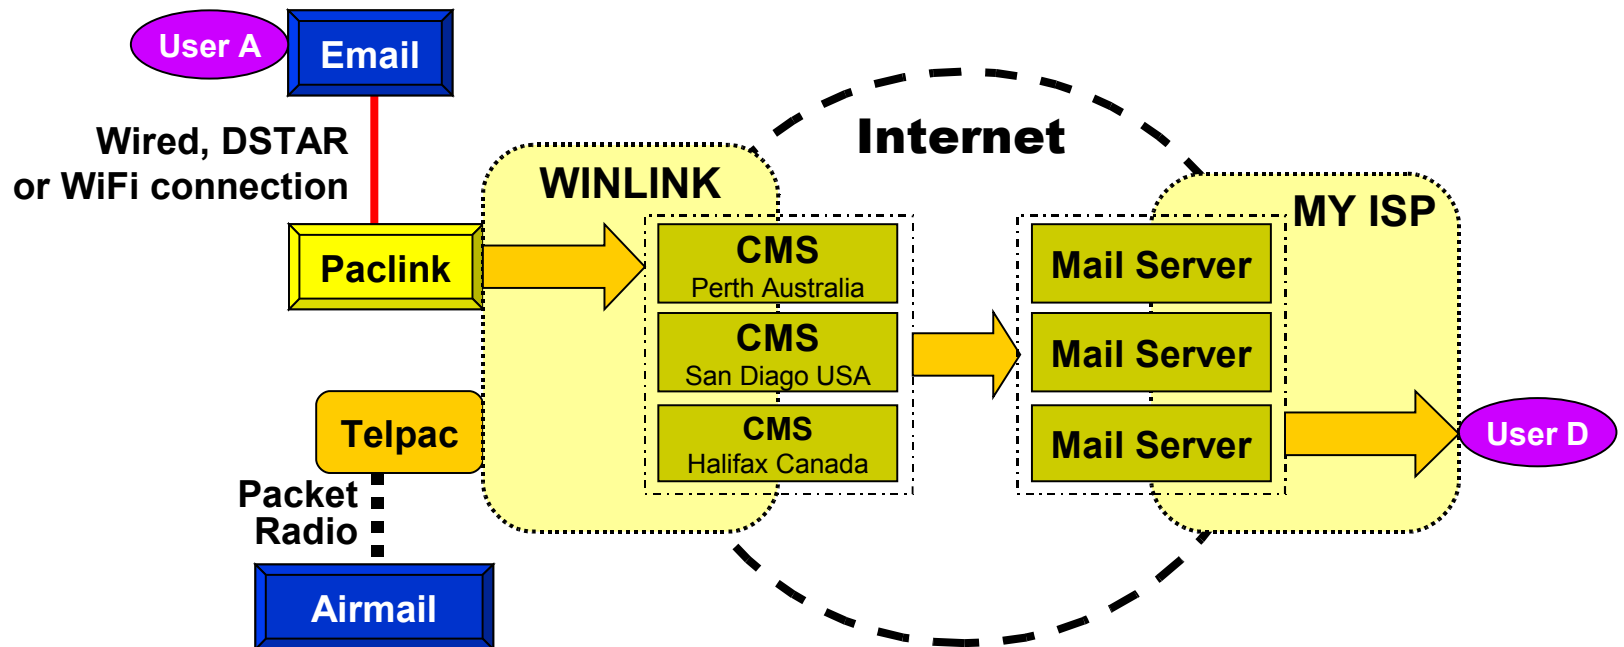 User A
Email
Wired, DSTAR
or WiFi connection
Internet
WINLINK
MY ISP
Paclink
CMS
Perth Australia
CMS
San Diago USA
CMS
Halifax Canada
Mail Server
Mail Server
Mail Server
User D
Telpac
Packet
Radio
Airmail